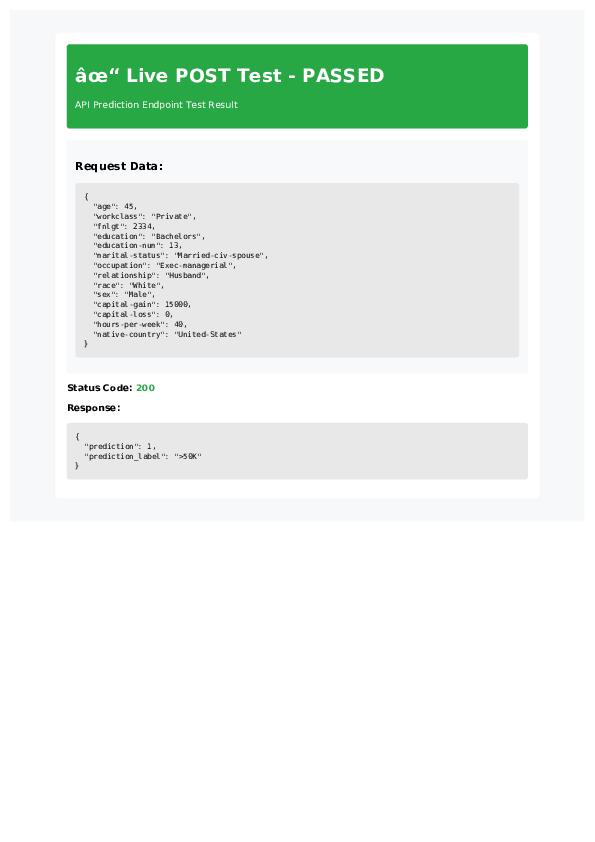 âœ“ Live POST Test - PASSED
API Prediction Endpoint Test Result
Request Data:
{
  "age": 45,
  "workclass": "Private",
  "fnlgt": 2334,
  "education": "Bachelors",
  "education-num": 13,
  "marital-status": "Married-civ-spouse",
  "occupation": "Exec-managerial",
  "relationship": "Husband",
  "race": "White",
  "sex": "Male",
  "capital-gain": 15000,
  "capital-loss": 0,
  "hours-per-week": 40,
  "native-country": "United-States"
}
Status Code: 200
Response:
{
  "prediction": 1,
  "prediction_label": ">50K"
}